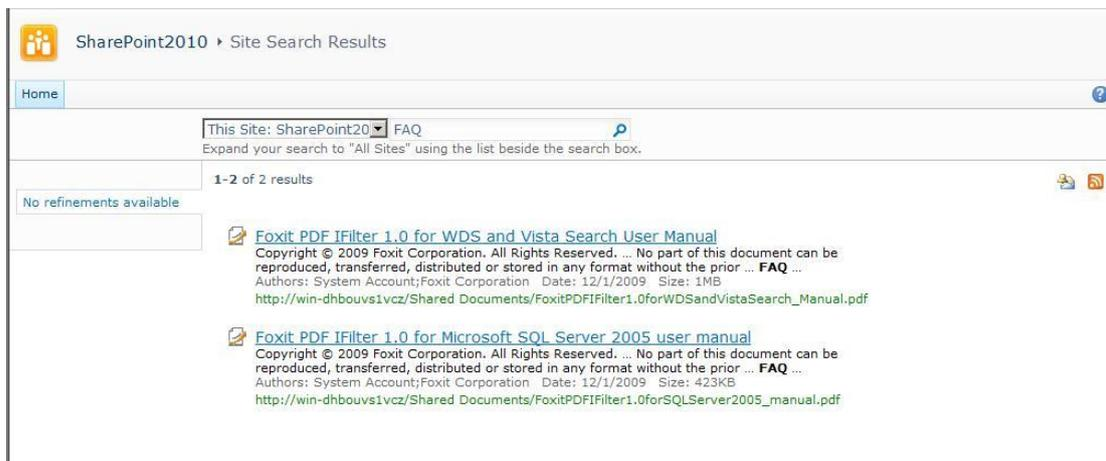 SharePoint2010 ▸ Site Search Results
Home
This Site: SharePoint20 FAQ
Expand your search to "All Sites" using the list beside the search box.
1-2 of 2 results
No refinements available
Foxit PDF IFilter 1.0 for WDS and Vista Search User Manual
Copyright © 2009 Foxit Corporation. All Rights Reserved. ... No part of this document can be
reproduced, transferred, distributed or stored in any format without the prior ... FAQ ...
Authors: System Account;Foxit Corporation Date: 12/1/2009 Size: 1MB
http://win-dhbouvs1vcz/Shared Documents/FoxitPDFIFilter1.0forWDSandVistaSearch_Manual.pdf
Foxit PDF IFilter 1.0 for Microsoft SQL Server 2005 user manual
Copyright © 2009 Foxit Corporation. All Rights Reserved. ... No part of this document can be
reproduced, transferred, distributed or stored in any format without the prior ... FAQ ...
Authors: System Account;Foxit Corporation Date: 12/1/2009 Size: 423KB
http://win-dhbouvs1vcz/Shared Documents/FoxitPDFIFilter1.0forSQLServer2005_manual.pdf